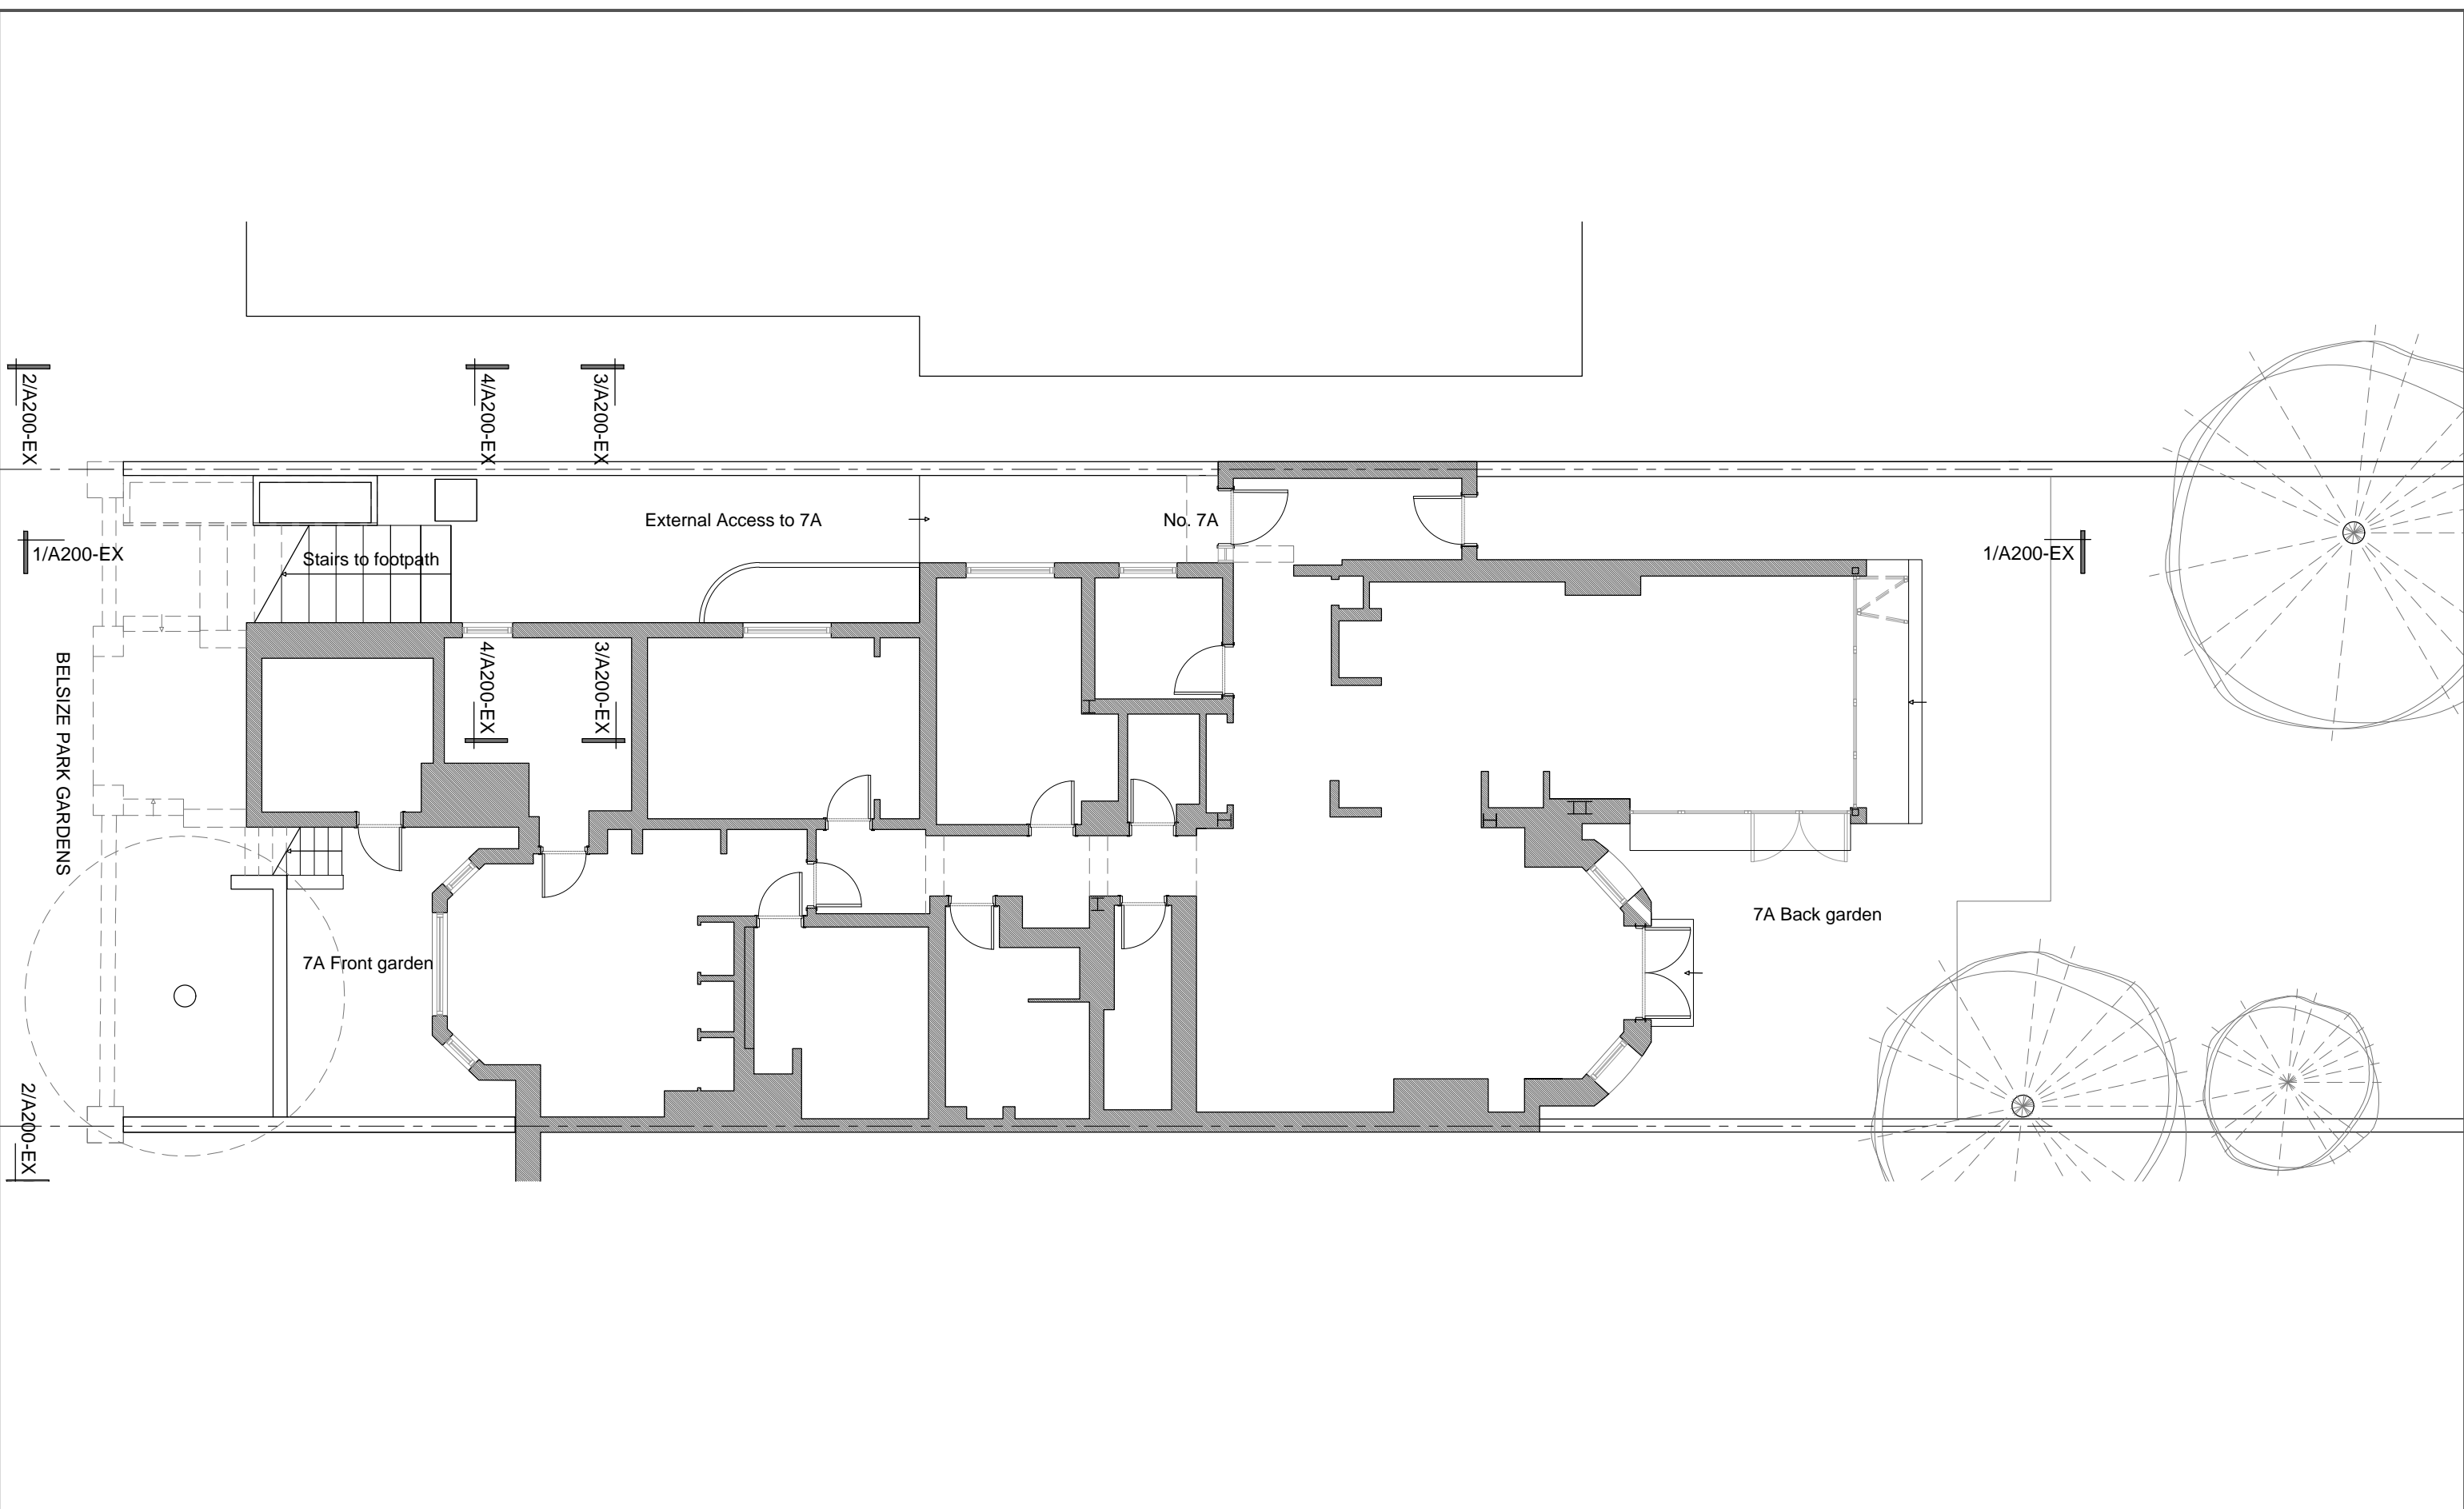 2/A200-EX
4/A200-EX
3/A200-EX
External Access to 7A
No. 7A
1/A200-EX
Stairs to footpath
1/A200-EX
BELSIZE PARK GARDENS
4/A200-EX
3/A200-EX
7A Back garden
7A Front garden
2/A200-EX